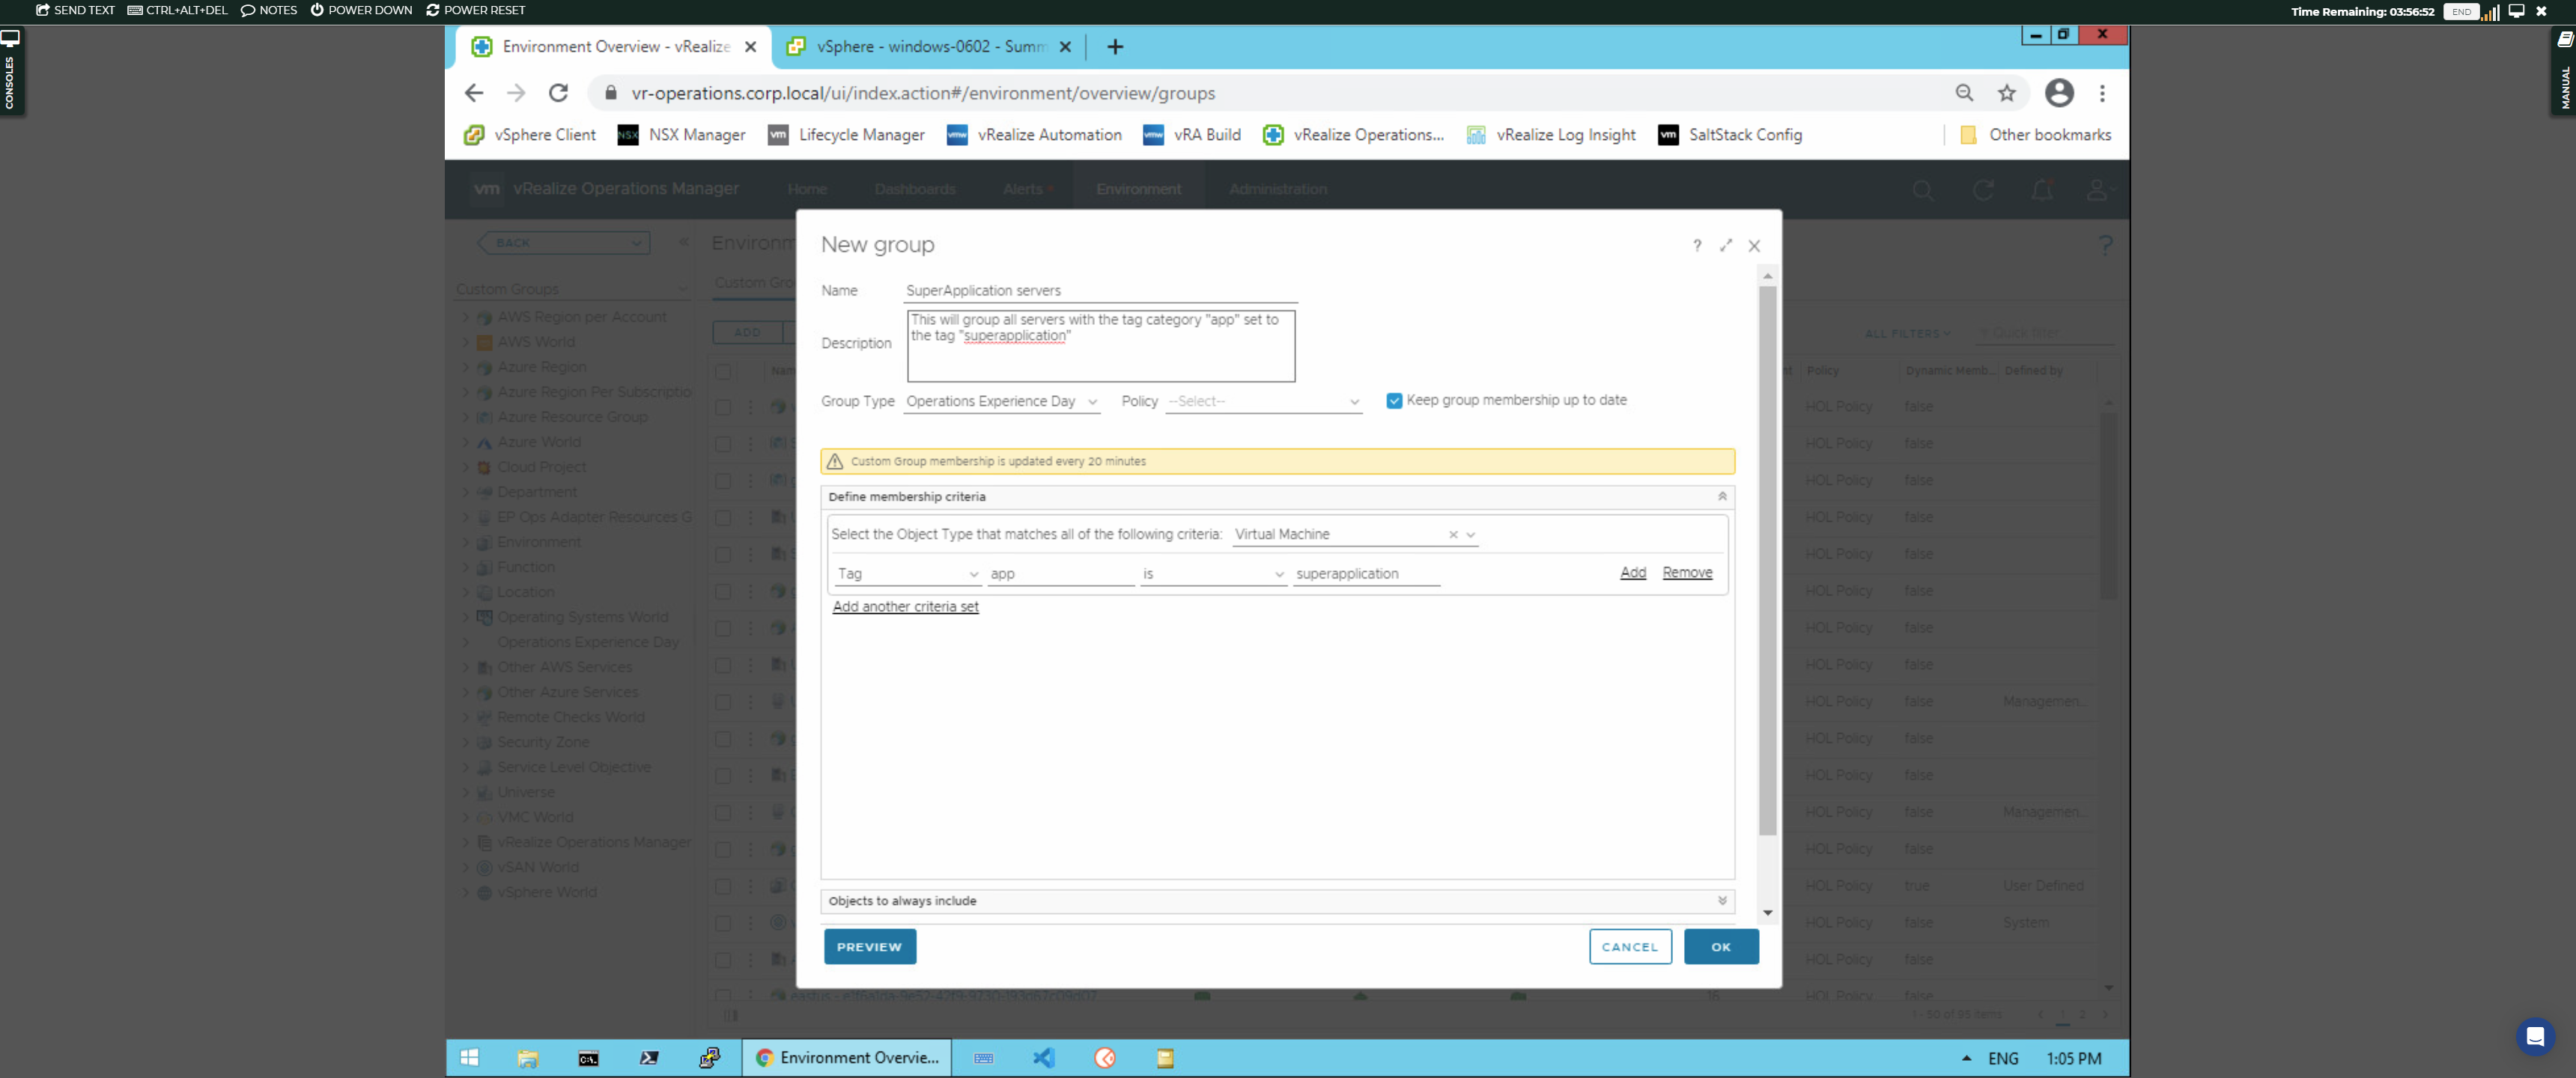 SEND TEXT CTRL+ALT+DEL NOTES POWER DOWN POWER RESET Time Remaining: 03:56:52 END
CONSOLES
MANUAL
Environment Overview - vRealize vSphere - windows-0602 - Summ
vr-operations.corp.local/ui/index.action#/environment/overview/groups
vSphere Client NSX Manager Lifecycle Manager vRealize Automation vRA Build vRealize Operations... vRealize Log Insight SaltStack Config Other bookmarks
vm vRealize Operations Manager Home Dashboards Alerts Environment Administration
BACK
Environm
Custom Groups
Custom Gro
ADD
ALL FILTERS Quick filter
Nam
Policy Dynamic Memb... Defined by
AWS Region per Account
AWS World
Azure Region
Azure Region Per Subscriptio
Azure Resource Group
Azure World
Cloud Project
Department
EP Ops Adapter Resources G
Environment
Function
Location
Operating Systems World
Operations Experience Day
Other AWS Services
Other Azure Services
Remote Checks World
Security Zone
Service Level Objective
Universe
VMC World
vRealize Operations Manager
vSAN World
vSphere World
New group
?
Name SuperApplication servers
Description This will group all servers with the tag category "app" set to
the tag "superapplication"
Group Type Operations Experience Day Policy --Select-- Keep group membership up to date
Custom Group membership is updated every 20 minutes
Define membership criteria
Select the Object Type that matches all of the following criteria: Virtual Machine
Tag app is superapplication Add Remove
Add another criteria set
Objects to always include
PREVIEW CANCEL OK
HOL Policy false
HOL Policy false
HOL Policy false
HOL Policy false
HOL Policy false
HOL Policy false
HOL Policy false
HOL Policy false
HOL Policy false Managemen...
HOL Policy false
HOL Policy false
HOL Policy false Managemen...
HOL Policy false
HOL Policy true User Defined
HOL Policy false System
HOL Policy false
16 HOL Policy false
1 - 50 of 95 items 1 2
Environment Overvie... ENG 1:05 PM